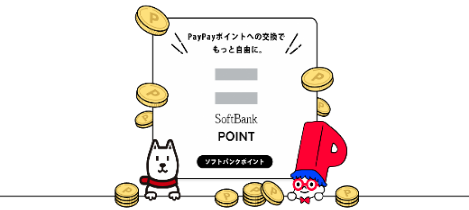 PayPayポイントへの交換で
もっと自由に。
SoftBank
POINT
ソフトバンクポイント